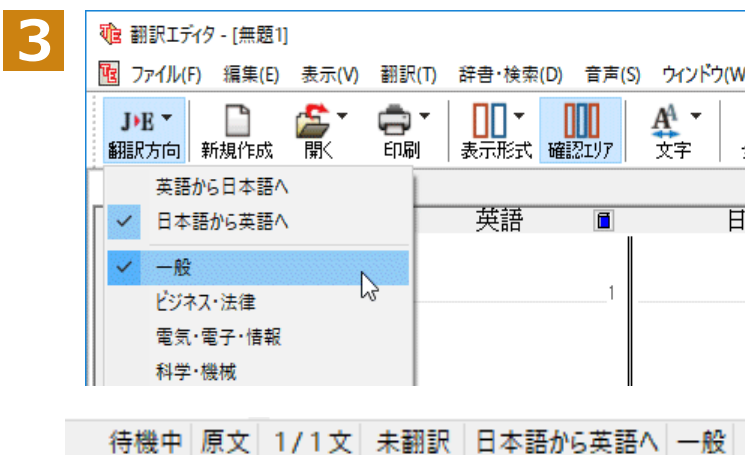 3
翻訳エディタ - [無題1]
ファイル(F) 編集(E) 表示(V) 翻訳(T) 辞書・検索(D) 音声(S) ウィンドウ(W
J▸E
翻訳方向 新規作成 開く 印刷 表示形式 確認エリア 文字
英語から日本語へ
日本語から英語へ
英語 日
一般
1
ビジネス・法律
電気・電子・情報
科学・機械
待機中 原文 1/1文 未翻訳 日本語から英語へ 一般